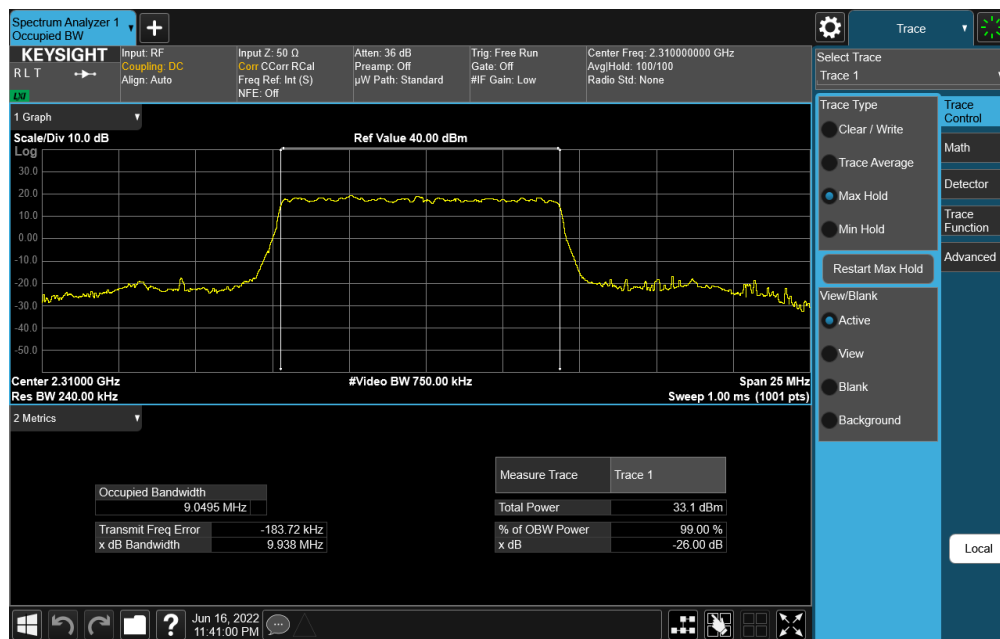 Spectrum Analyzer 1
Occupied BW
Trace
KEYSIGHT
R L T
LXI
Input: RF
Coupling: DC
Align: Auto
Input Z: 50 Ω
Corr CCorr RCal
Freq Ref: Int (S)
NFE: Off
Atten: 36 dB
Preamp: Off
µW Path: Standard
Trig: Free Run
Gate: Off
#IF Gain: Low
Center Freq: 2.310000000 GHz
Avg|Hold: 100/100
Radio Std: None
Select Trace
Trace 1
1 Graph
Scale/Div 10.0 dB
Ref Value 40.00 dBm
Log
30.0
20.0
10.0
0.00
-10.0
-20.0
-30.0
-40.0
-50.0
Center 2.31000 GHz
#Video BW 750.00 kHz
Span 25 MHz
Res BW 240.00 kHz
Sweep 1.00 ms (1001 pts)
2 Metrics
Occupied Bandwidth
9.0495 MHz
Transmit Freq Error -183.72 kHz
x dB Bandwidth 9.938 MHz
Measure Trace Trace 1
Total Power 33.1 dBm
% of OBW Power 99.00 %
x dB -26.00 dB
Trace Type
Clear / Write
Trace Average
Max Hold
Min Hold
Restart Max Hold
View/Blank
Active
View
Blank
Background
Trace
Control
Math
Detector
Trace
Function
Advanced
Local
Jun 16, 2022
11:41:00 PM